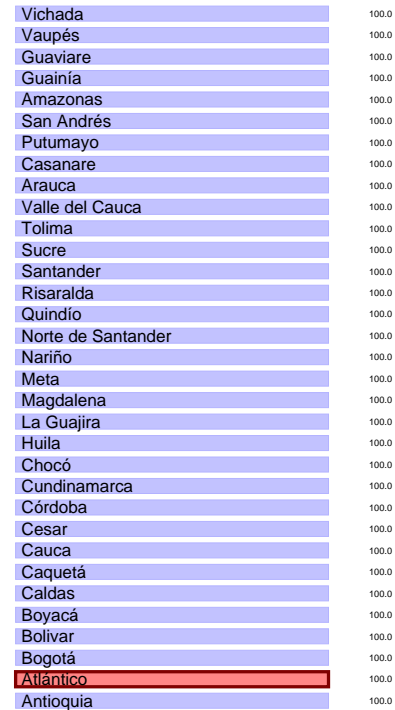 Vichada 100.0
Vaupés 100.0
Guaviare 100.0
Guainía 100.0
Amazonas 100.0
San Andrés 100.0
Putumayo 100.0
Casanare 100.0
Arauca 100.0
Valle del Cauca 100.0
Tolima 100.0
Sucre 100.0
Santander 100.0
Risaralda 100.0
Quindío 100.0
Norte de Santander 100.0
Nariño 100.0
Meta 100.0
Magdalena 100.0
La Guajira 100.0
Huila 100.0
Chocó 100.0
Cundinamarca 100.0
Córdoba 100.0
Cesar 100.0
Cauca 100.0
Caquetá 100.0
Caldas 100.0
Boyacá 100.0
Bolivar 100.0
Bogotá 100.0
Atlántico 100.0
Antioquia 100.0